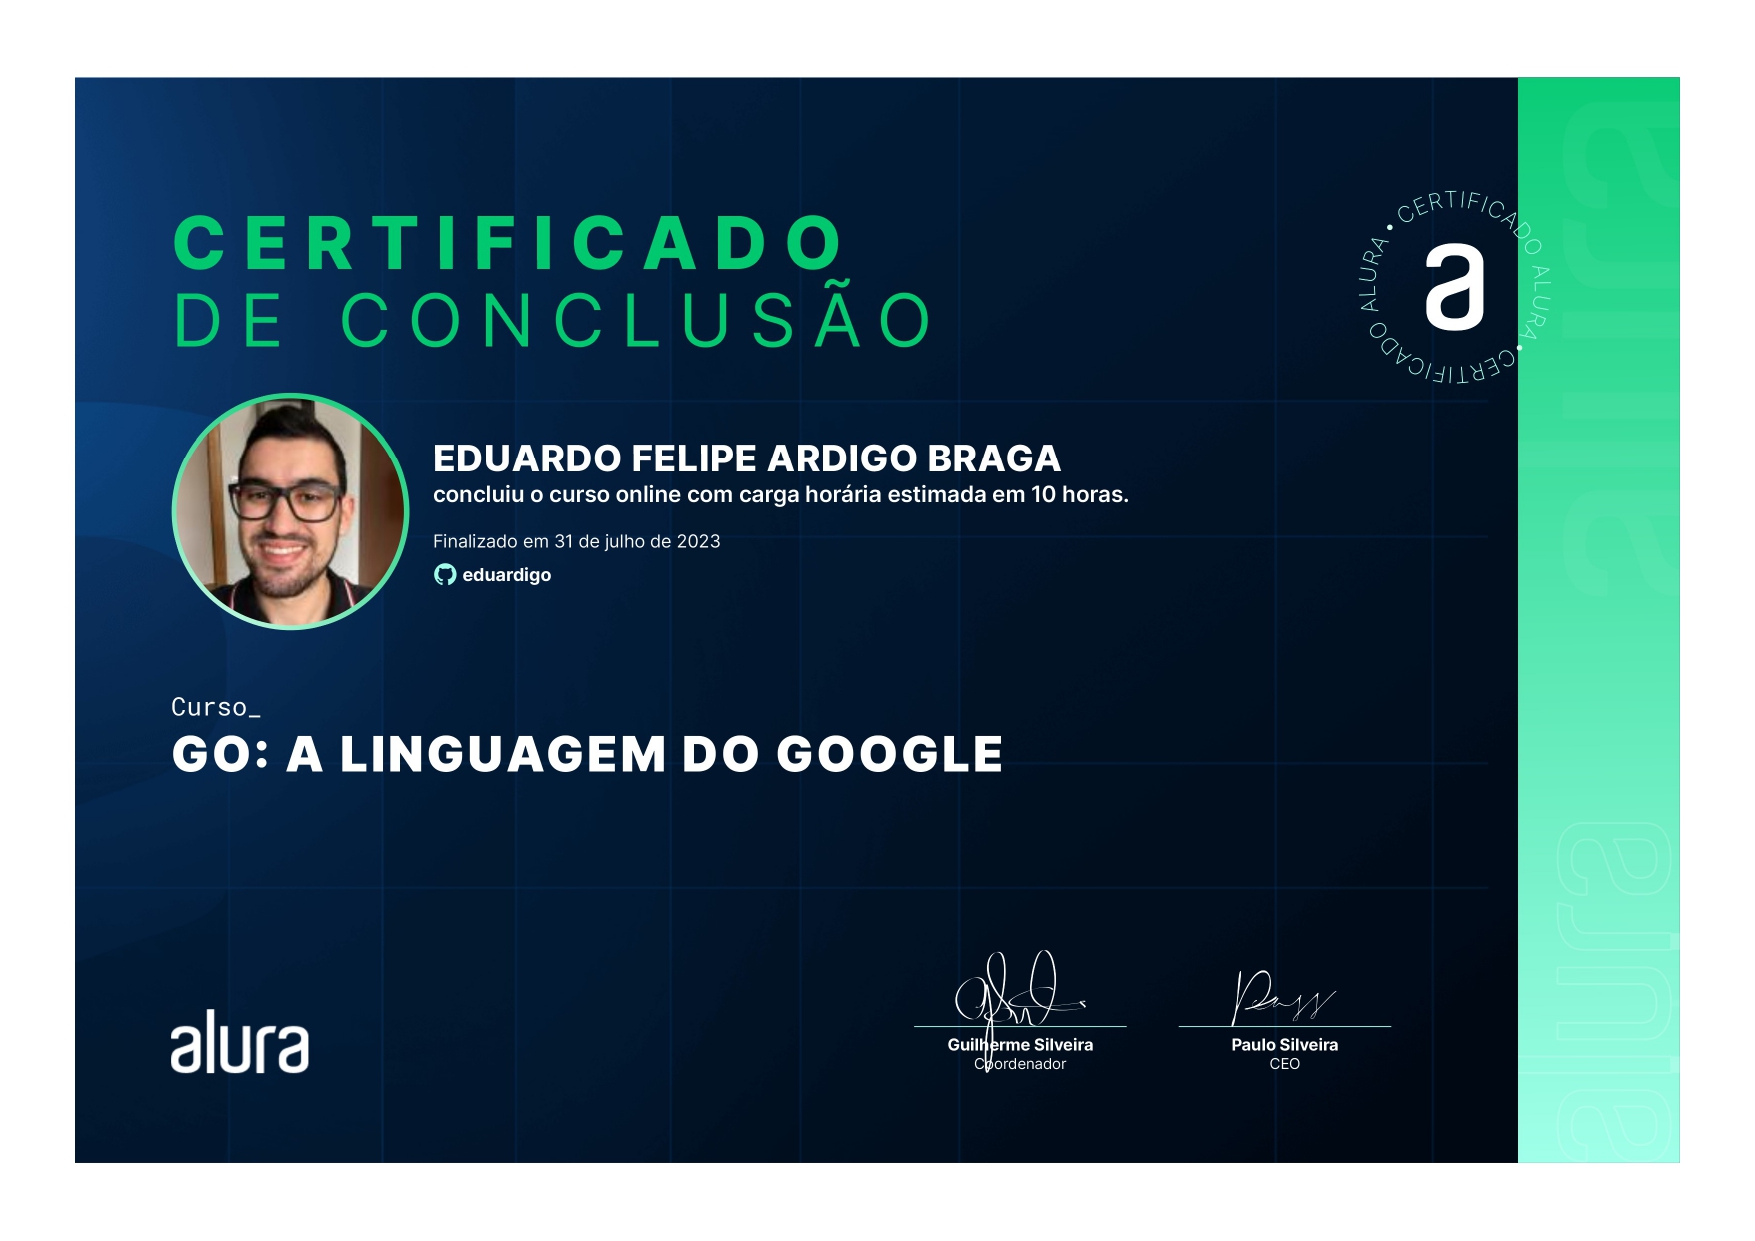 CERTIFICADO
DE CONCLUSÃO
CERTIFICADO ALURA • CERTIFICADO ALURA •
a
EDUARDO FELIPE ARDIGO BRAGA
concluiu o curso online com carga horária estimada em 10 horas.
Finalizado em 31 de julho de 2023
eduardigo
Curso_
GO: A LINGUAGEM DO GOOGLE
alura
Guilherme Silveira
Coordenador
Paulo Silveira
CEO
alura
alura